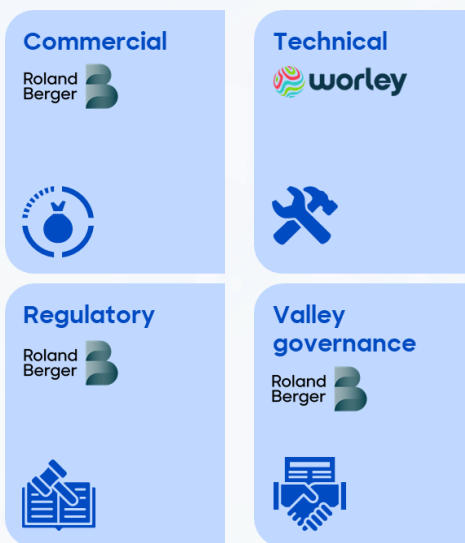 Commercial
Roland
Berger
Technical
worley
Regulatory
Roland
Berger
Valley
governance
Roland
Berger